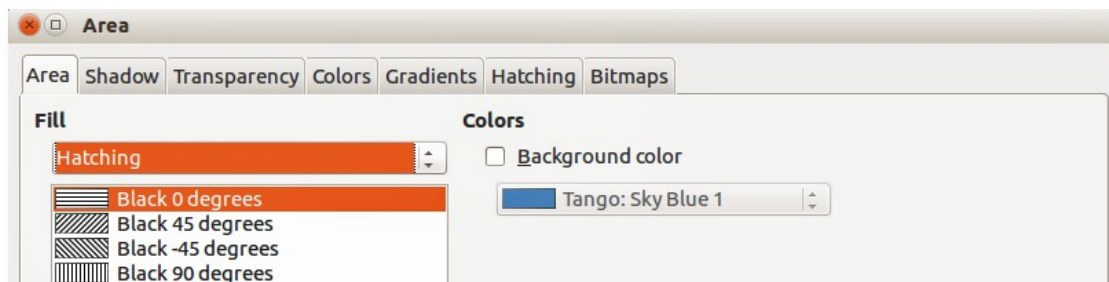 Area
Area Shadow Transparency Colors Gradients Hatching Bitmaps
Fill
Colors
Hatching
Background color
Black 0 degrees
Tango: Sky Blue 1
Black 45 degrees
Black -45 degrees
Black 90 degrees